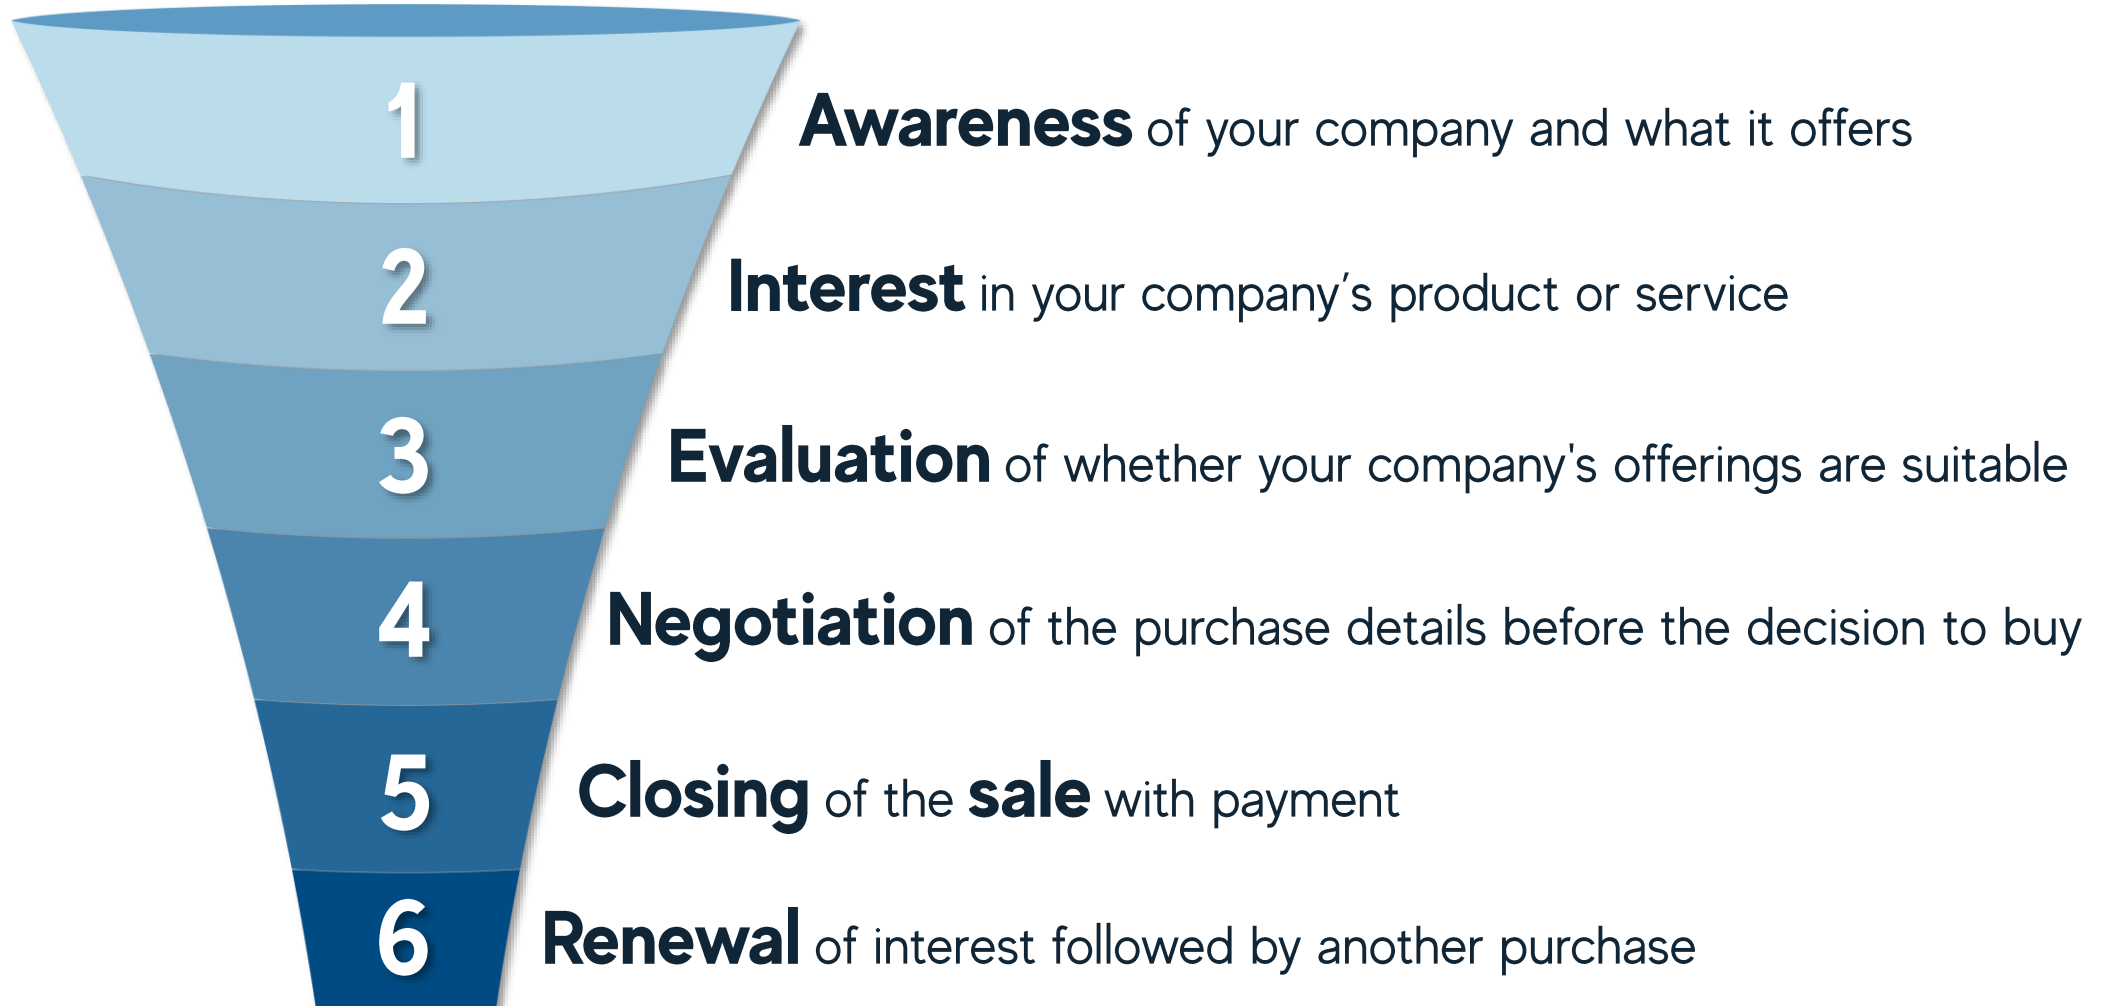 1
Awareness of your company and what it offers
2
Interest in your company’s product or service
3
Evaluation of whether your company's offerings are suitable
4
Negotiation of the purchase details before the decision to buy
5
Closing of the sale with payment
6
Renewal of interest followed by another purchase